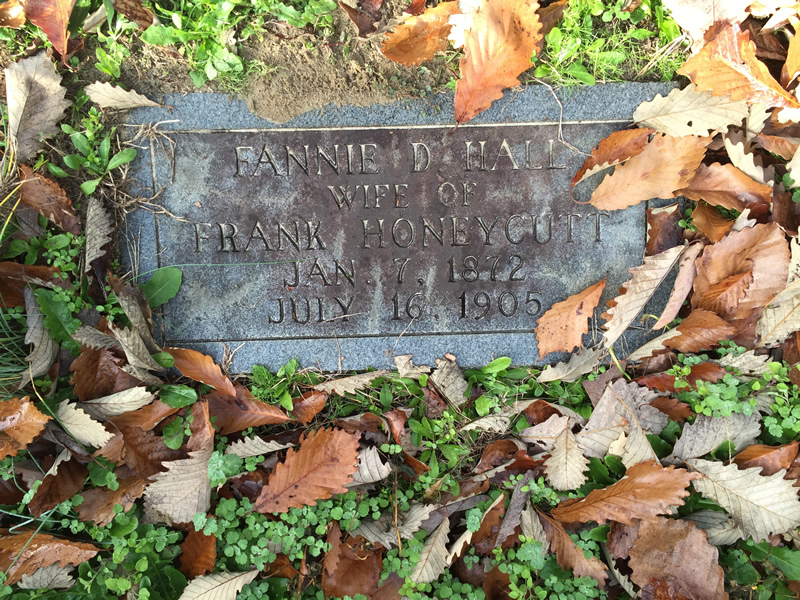 FANNIE D. HALL
WIFE OF
FRANK HONEYCUTT
JAN. 7, 1872
JULY 16, 1905